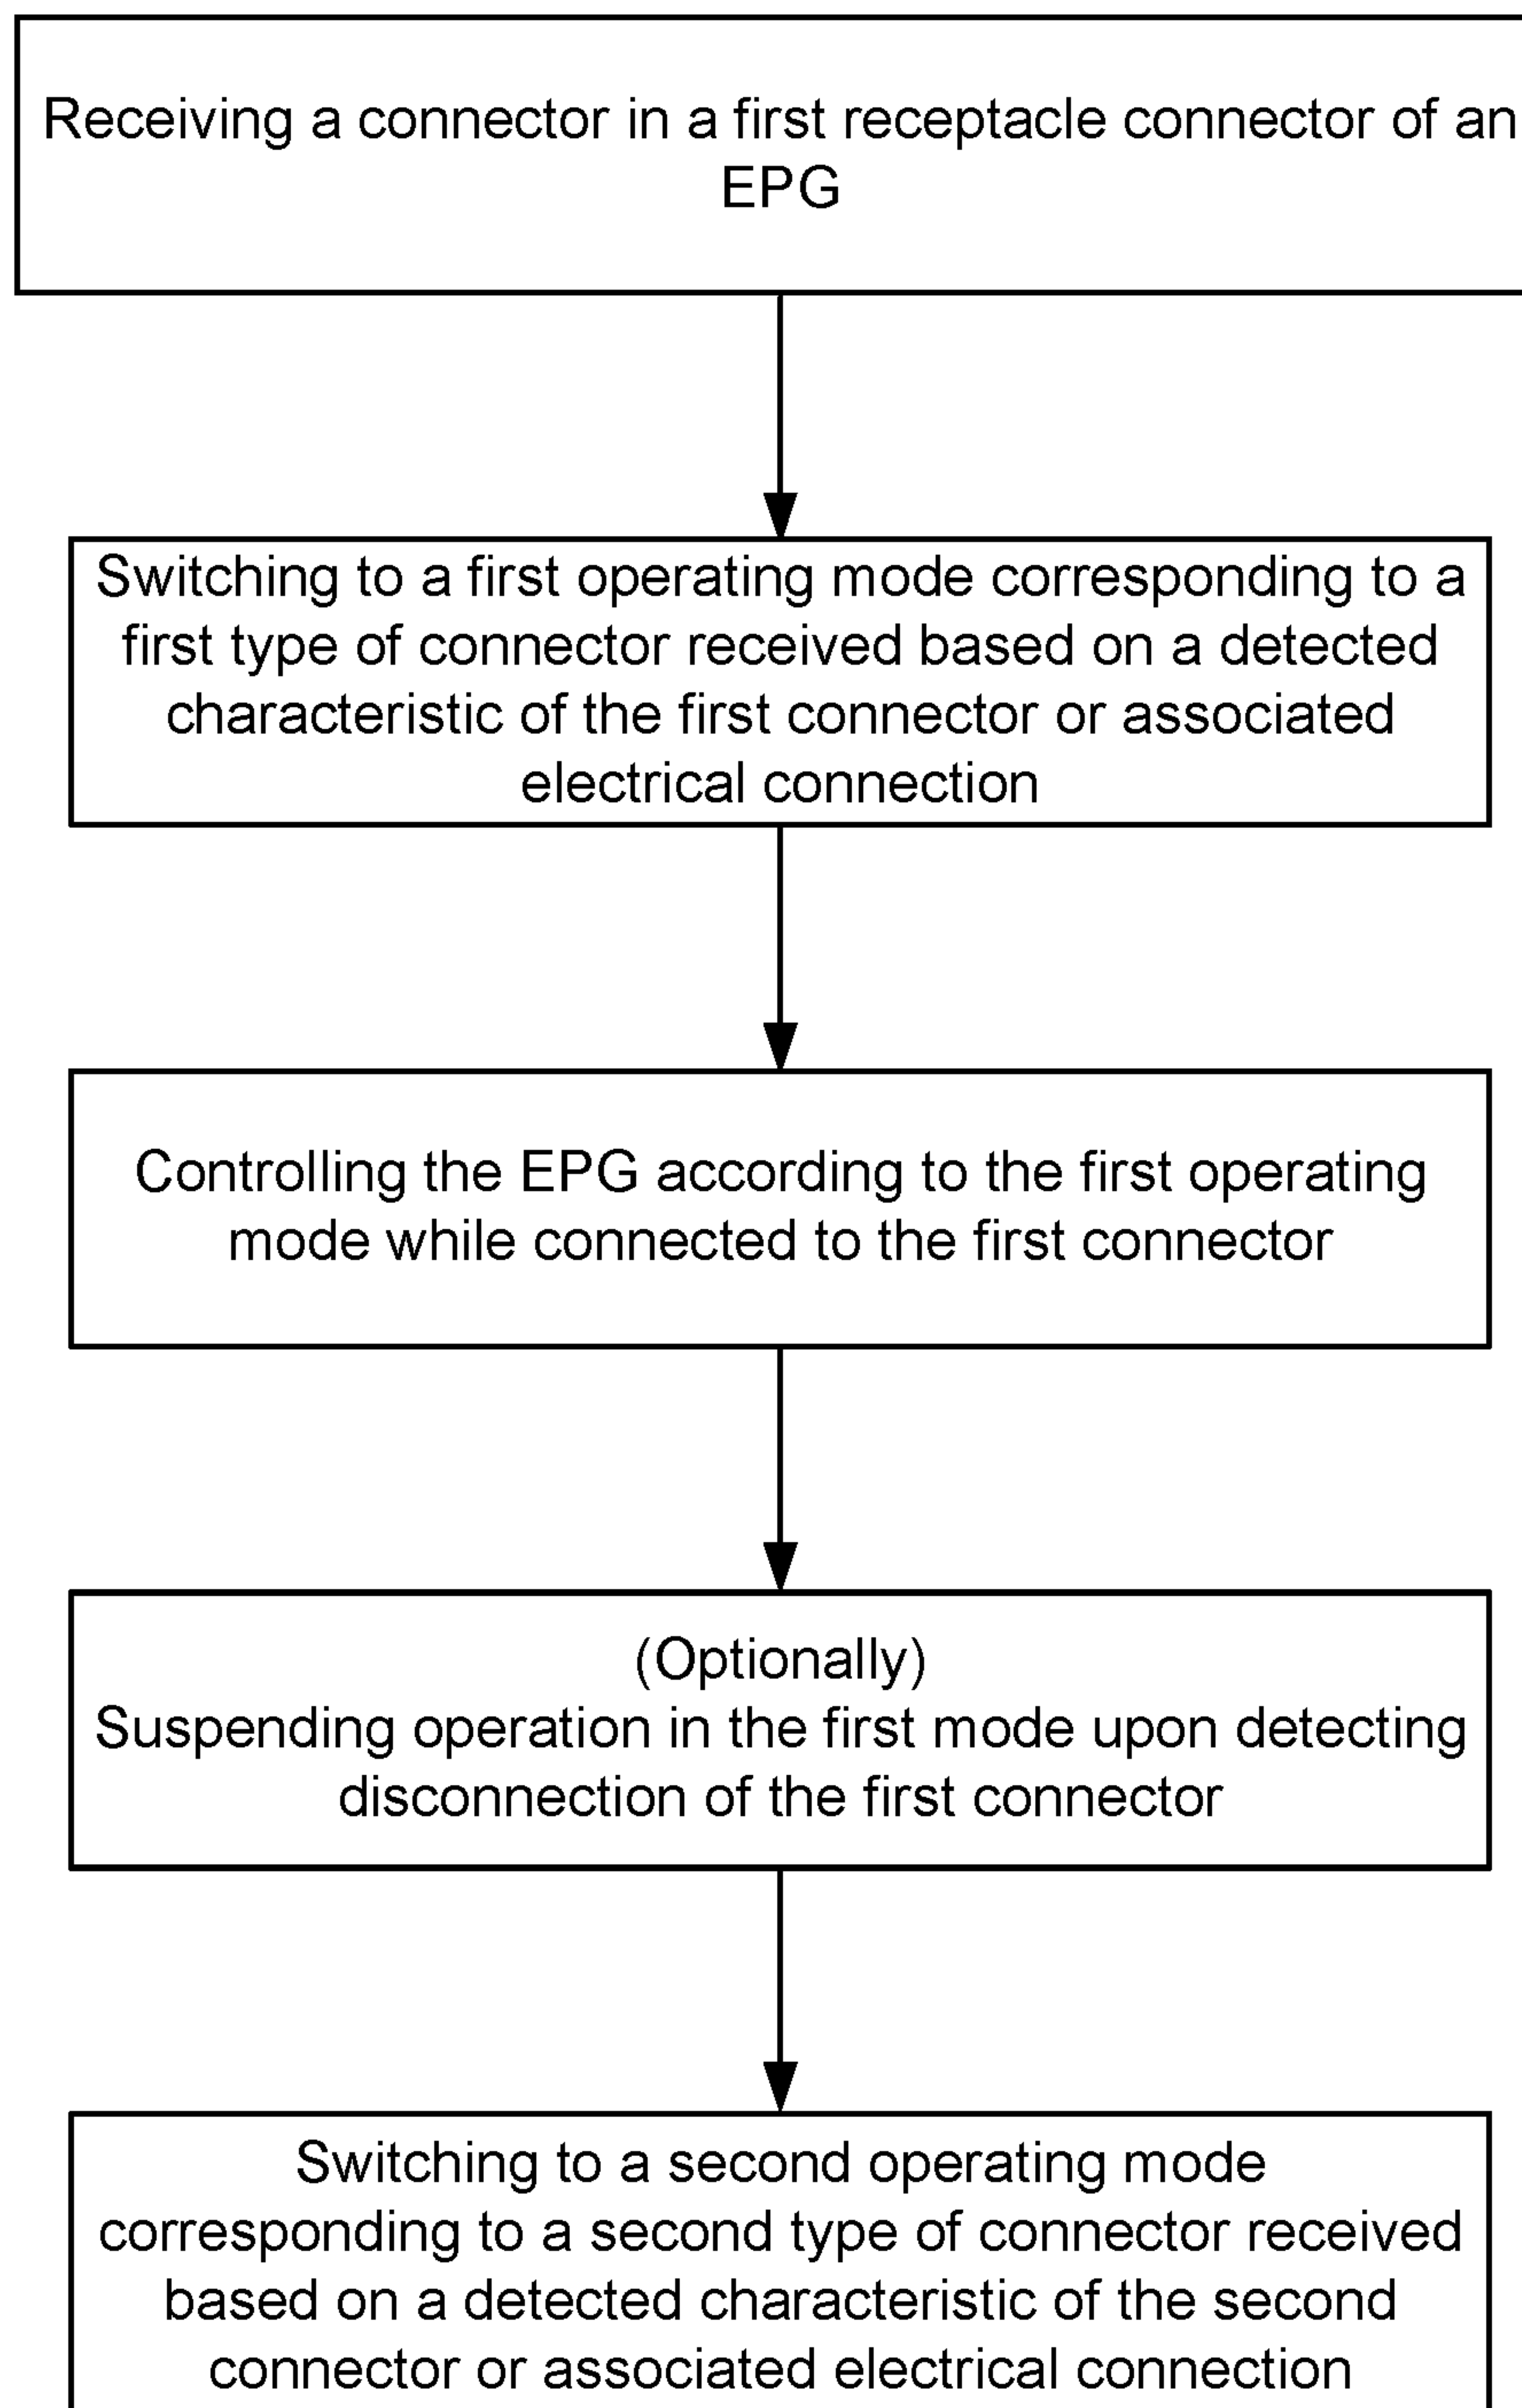 Receiving a connector in a first receptacle connector of an
EPG
Switching to a first operating mode corresponding to a
first type of connector received based on a detected
characteristic of the first connector or associated
electrical connection
Controlling the EPG according to the first operating
mode while connected to the first connector
(Optionally)
Suspending operation in the first mode upon detecting
disconnection of the first connector
Switching to a second operating mode
corresponding to a second type of connector received
based on a detected characteristic of the second
connector or associated electrical connection